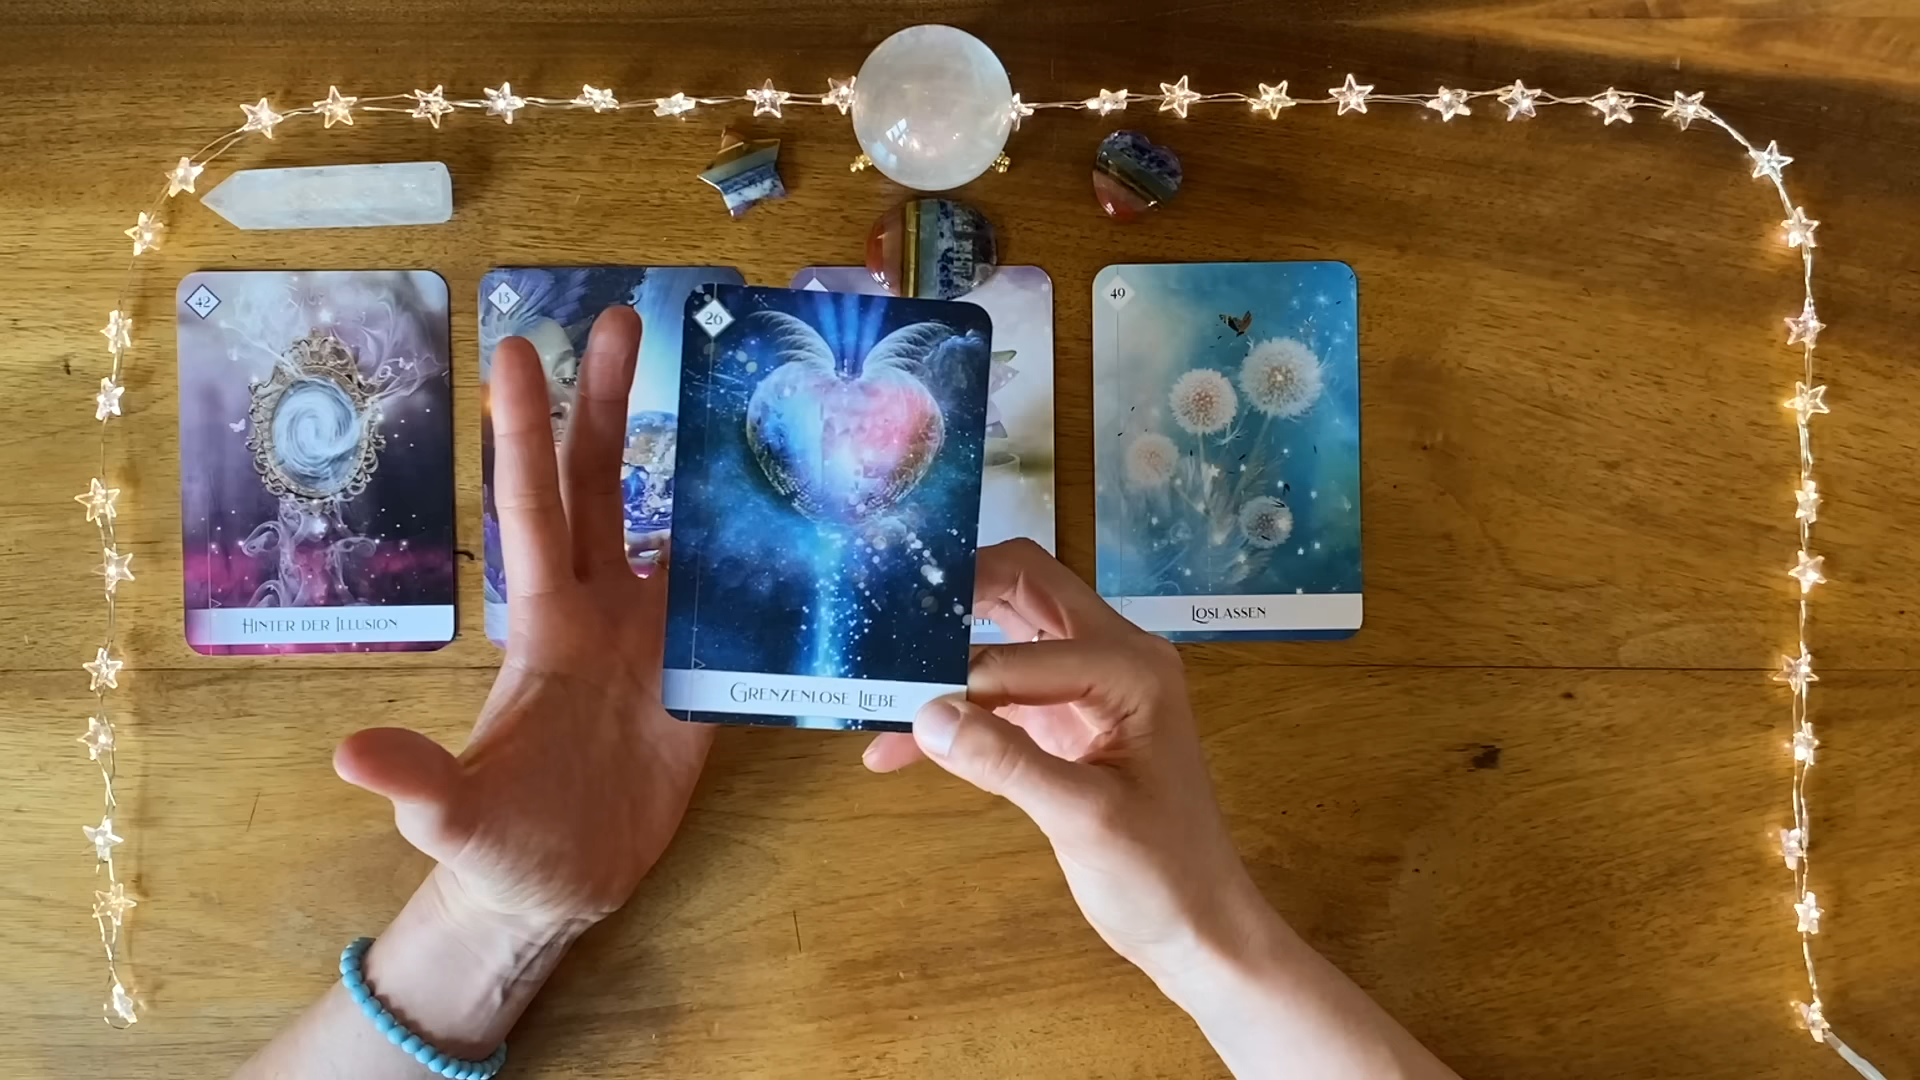 42
HINTER DER ILLUSION
15
26
GRENZENLOSE LIEBE
49
LOSLASSEN